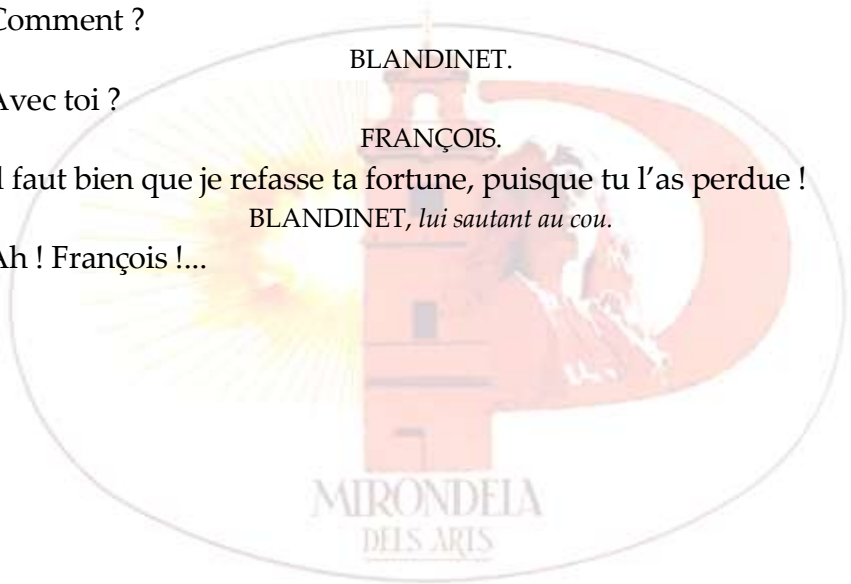 Comment ?
BLANDINET.
Avec toi ?
FRANÇOIS.
l faut bien que je refasse ta fortune, puisque tu l’as perdue !
BLANDINET, lui sautant au cou.
Ah ! François !...
MIRONDELA
DELS ARTS